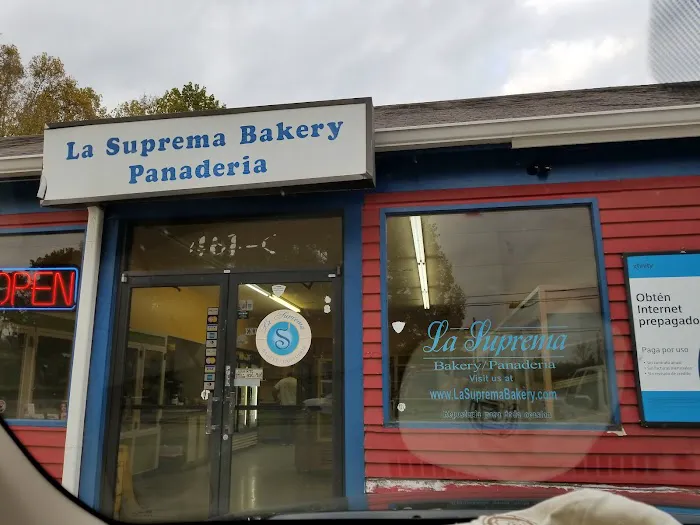 La Suprema Bakery
Panaderia
461-C
OPEN
S
La Suprema
Bakery/Panaderia
Visit us at
www.LaSupremaBakery.com
xfinity
Obtén
Internet
prepagado
Paga por uso